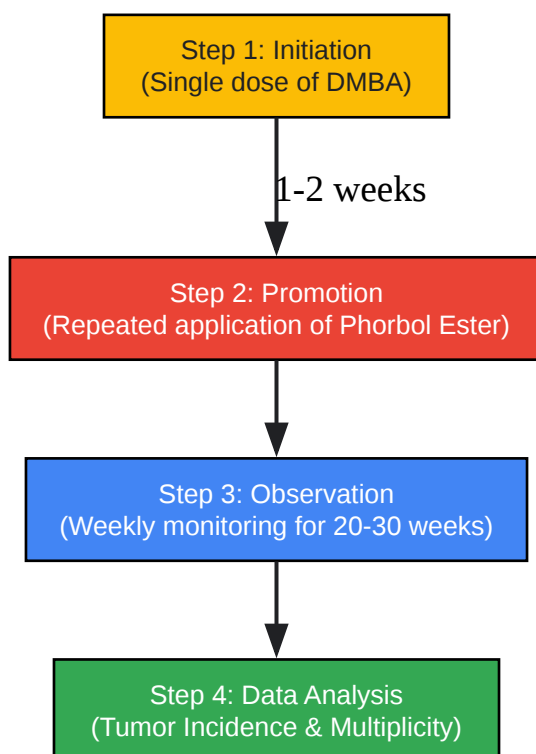 Step 1: Initiation
(Single dose of DMBA)
1-2 weeks
Step 2: Promotion
(Repeated application of Phorbol Ester)
Step 3: Observation
(Weekly monitoring for 20-30 weeks)
Step 4: Data Analysis
(Tumor Incidence & Multiplicity)